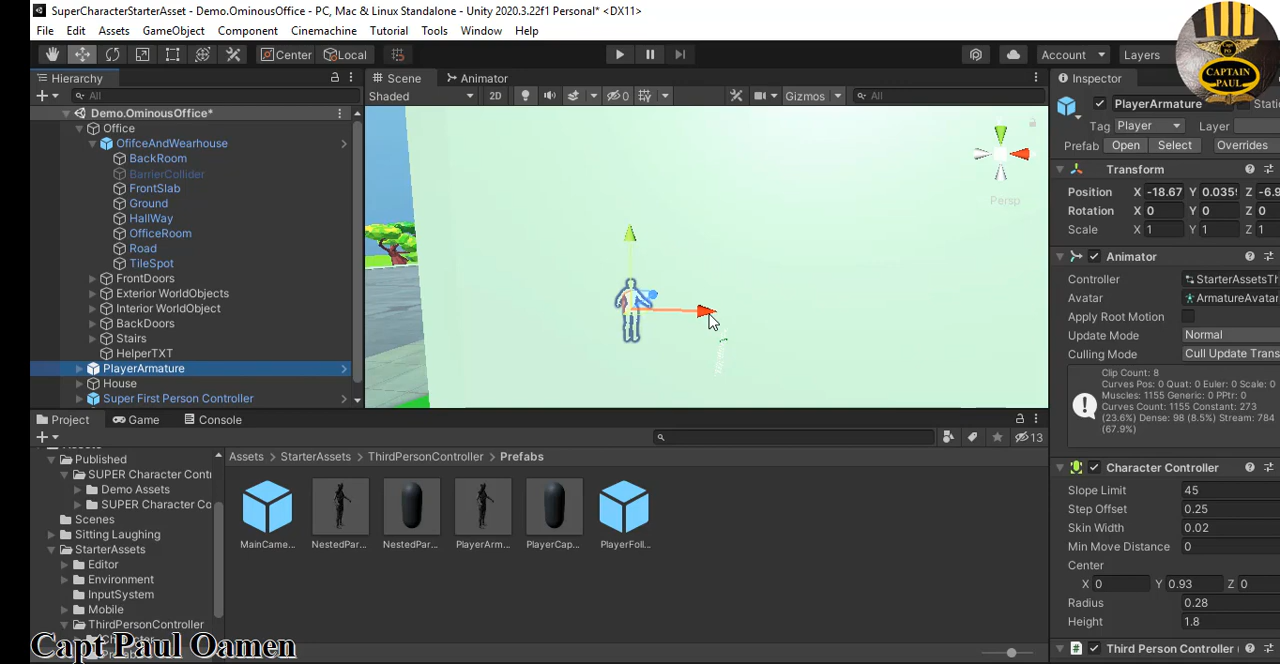 SuperCharacterStarterAsset - Demo.OminousOffice - PC, Mac & Linux Standalone - Unity 2020.3.22f1 Personal* <DX11>
File Edit Assets GameObject Component Cinemachine Tutorial Tools Window Help
Center Local Account Layers
CAPTAIN PAUL
Hierarchy Scene Animator Inspector
All Shaded 2D 0 Gizmos All
PlayerArmature
Demo.OminousOffice*
Tag Player Layer
Office
OfifceAndWearhouse
Prefab Open Select Overrides
BackRoom
BarrierCollider
Transform
FrontSlab
Position X -18.67 Y 0.035 Z -6.9
Ground
Rotation X 0 Y 0 Z 0
HallWay
Scale X 1 Y 1 Z 1
Persp
OfficeRoom
Road
Animator
TileSpot
Controller StarterAssetsTh
FrontDoors
Avatar ArmatureAvatar
Exterior WorldObjects
Apply Root Motion
Interior WorldObject
Update Mode Normal
BackDoors
Culling Mode Cull Update Trans
Stairs
HelperTXT
PlayerArmature
House
Super First Person Controller
Clip Count: 8
Curves Pos: 0 Quat: 0 Euler: 0 Scale: 0
Muscles: 1155 Generic: 0 PPtr: 0
Curves Count: 1155 Constant: 273
(23.6%) Dense: 98 (8.5%) Stream: 784
(67.9%)
Project Game Console
13
Assets StarterAssets ThirdPersonController Prefabs
Published
SUPER Character Contr
Demo Assets
SUPER Character Co
Scenes
Sitting Laughing
StarterAssets
Editor
Environment
InputSystem
Mobile
ThirdPersonController
MainCame... NestedPar... NestedPar... PlayerArm... PlayerCap... PlayerFoll...
Character Controller
Slope Limit 45
Step Offset 0.25
Skin Width 0.02
Min Move Distance 0
Center
X 0 Y 0.93 Z 0
Radius 0.28
Height 1.8
Third Person Controller (
Capt Paul Oamen